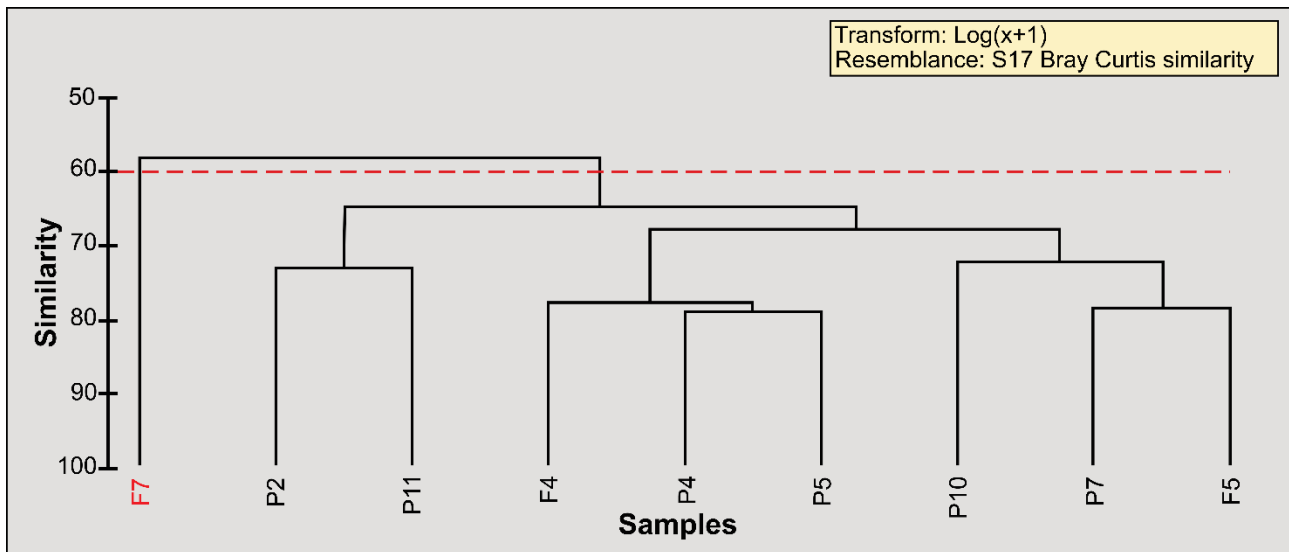 Transform: Log(x+1)
Resemblance: S17 Bray Curtis similarity
50
60
70
80
90
100
Similarity
F7
P2
P11
F4
P4
P5
P10
P7
F5
Samples